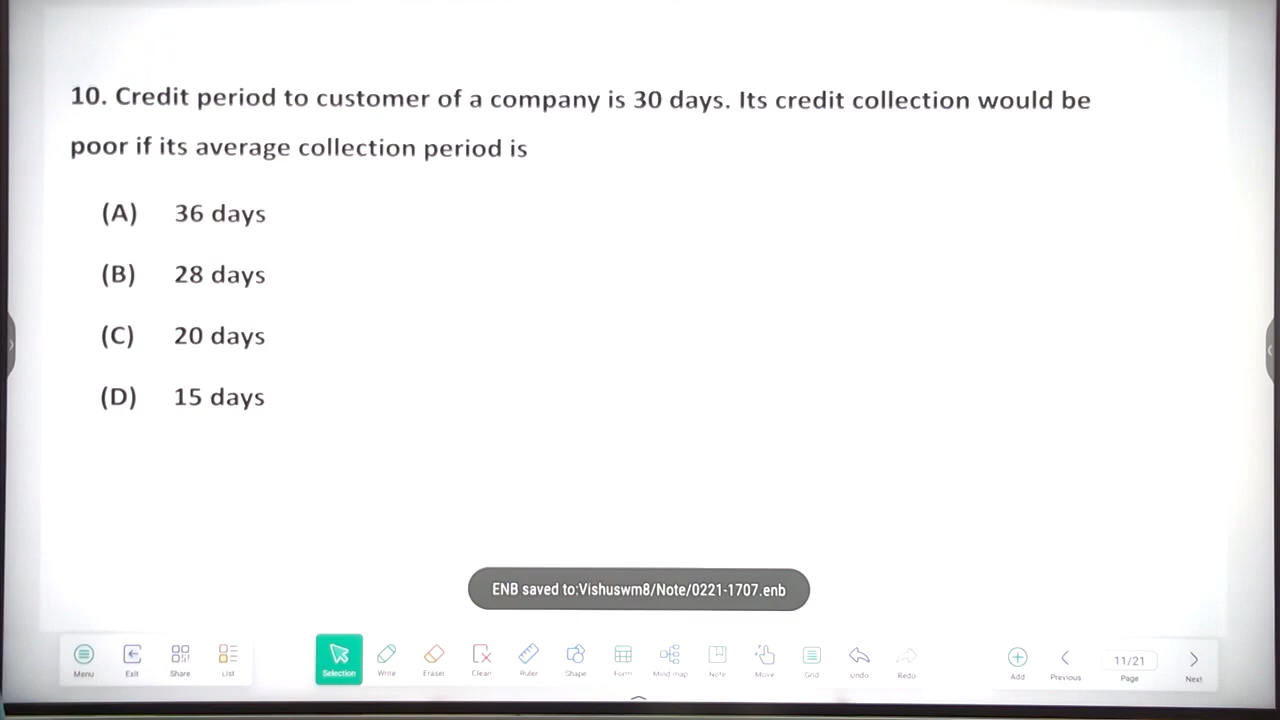 10. Credit period to customer of a company is 30 days. Its credit collection would be
poor if its average collection period is
(A) 36 days
(B) 28 days
(C) 20 days
(D) 15 days
ENB saved to:Vishuswm8/Note/0221-1707.enb
Menu Exit Share List Selection Write Eraser Clean Ruler Shape Form Mind map Note Move Grid Undo Redo Add Previous 11/21 Page Next